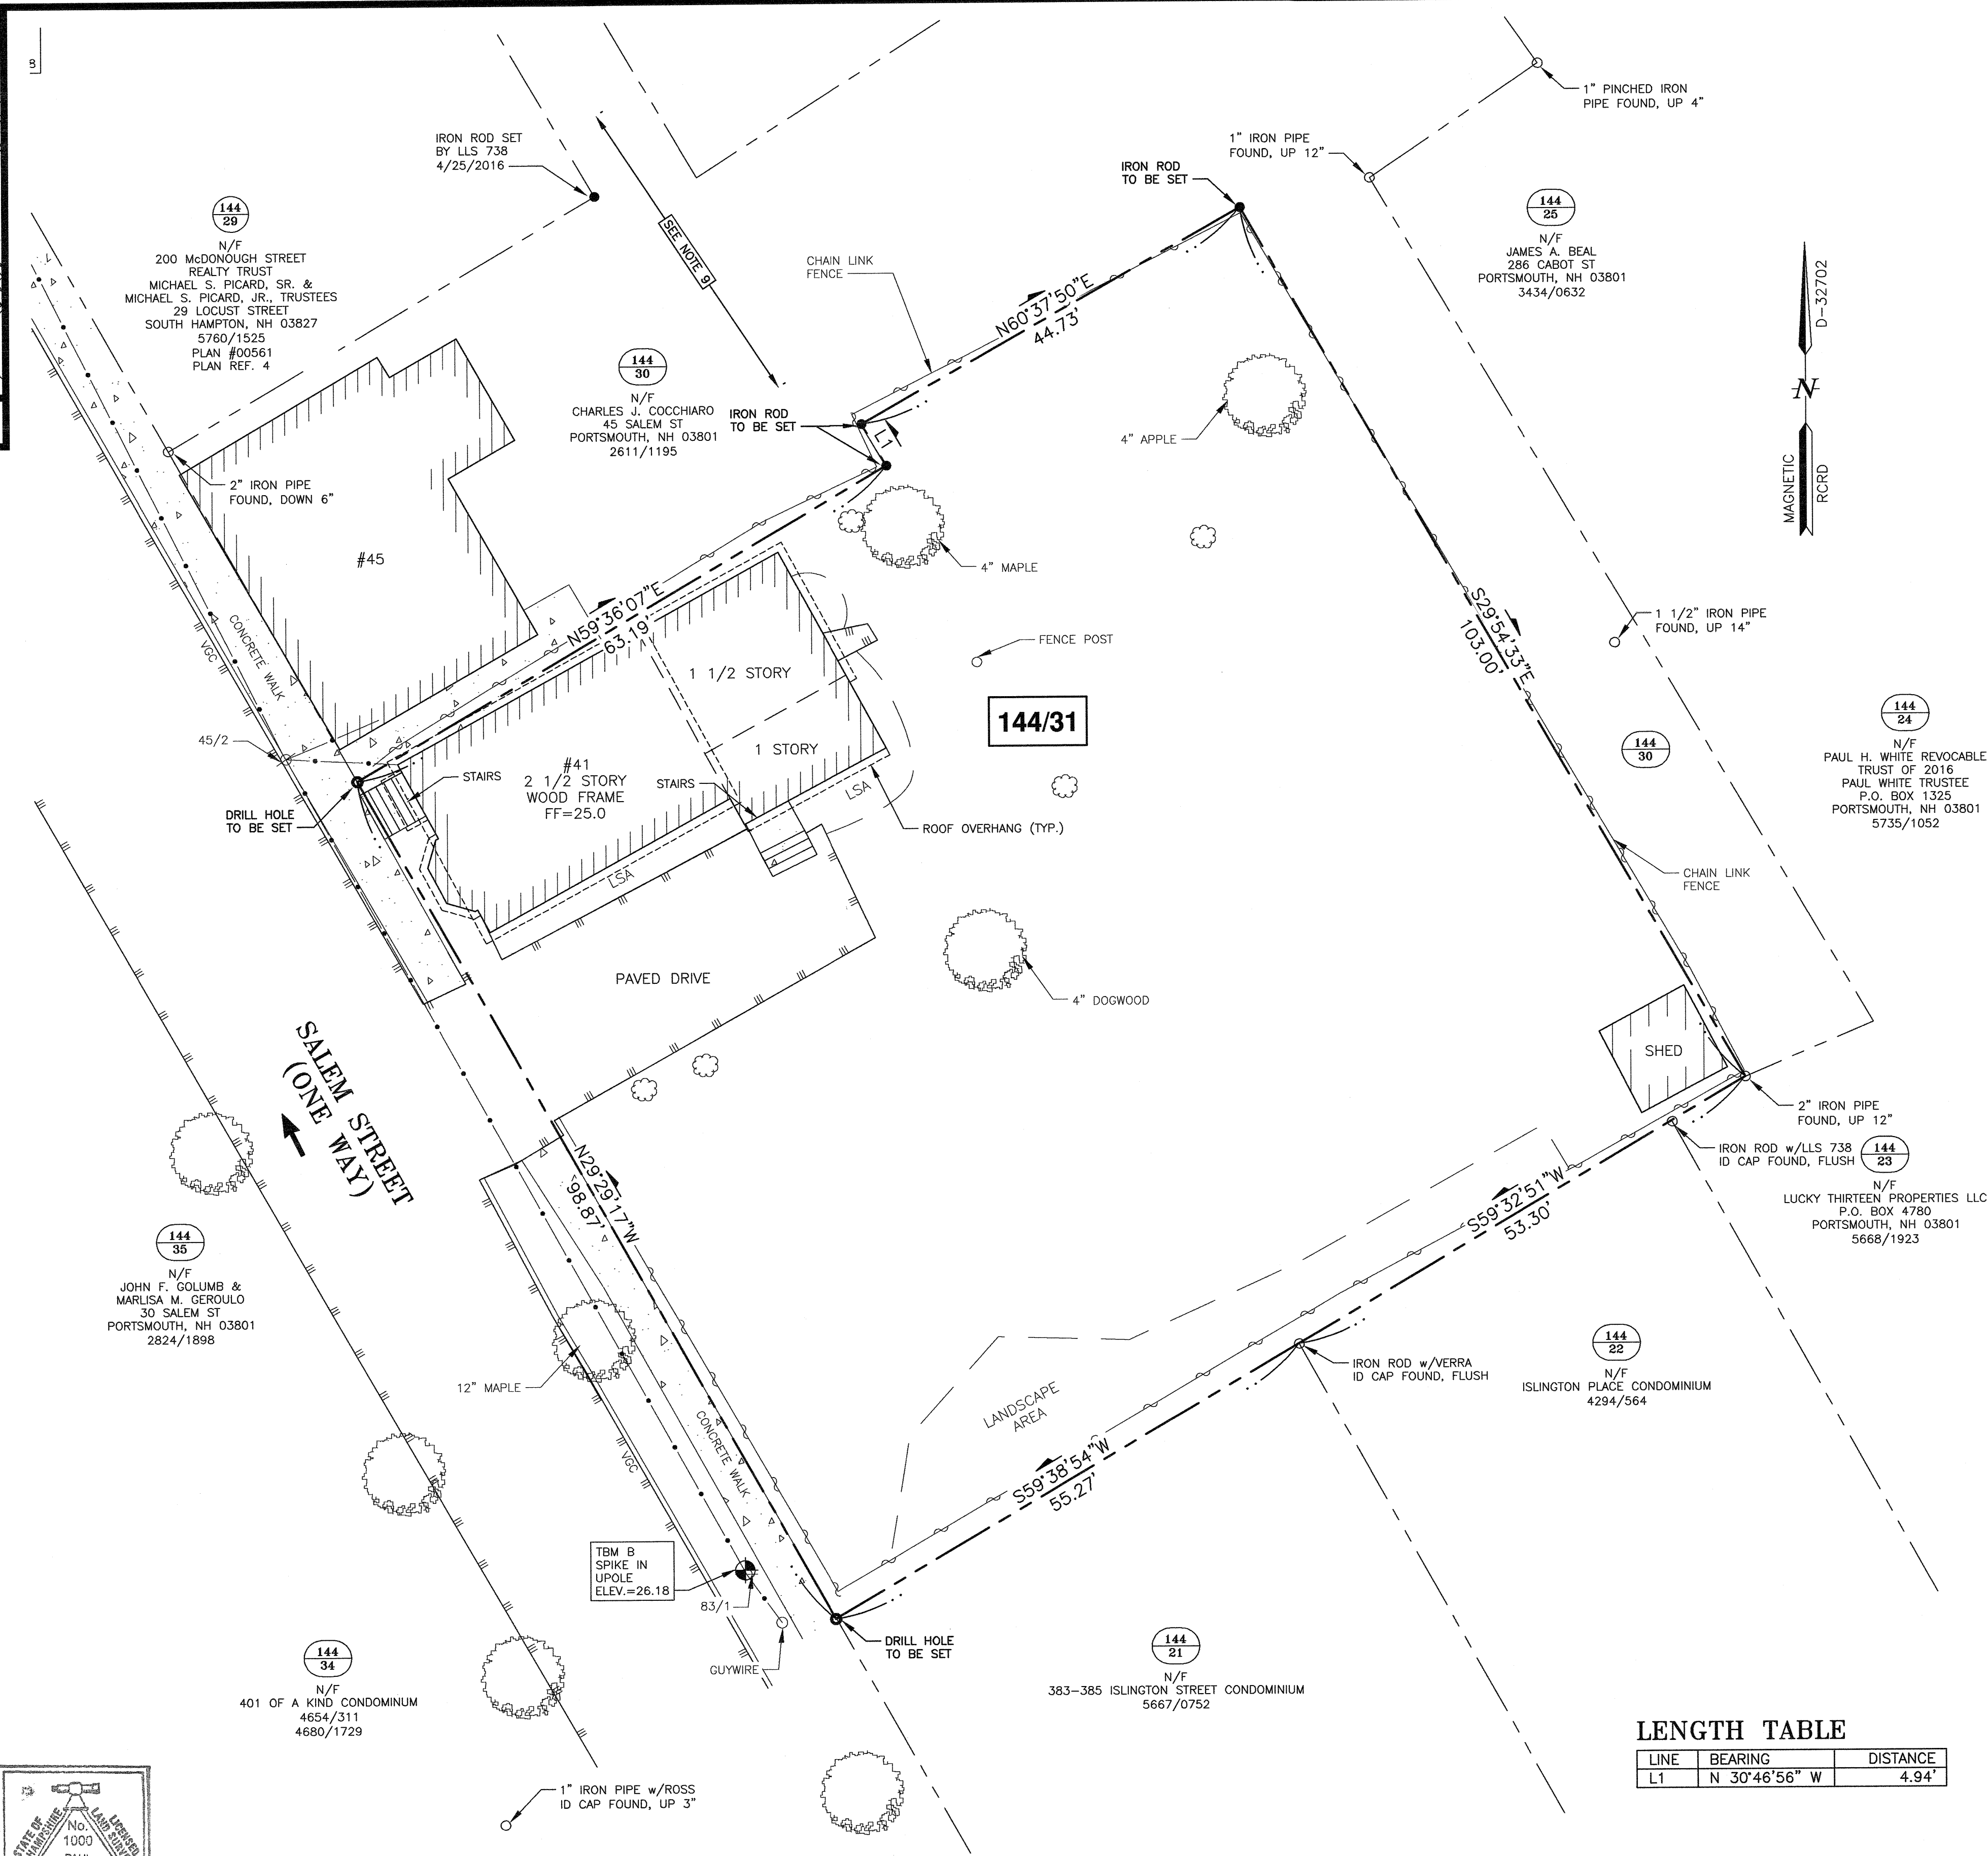 8
IRON ROD SET
BY LLS 738
4/25/2016
144
29
N/F
200 McDONOUGH STREET
REALTY TRUST
MICHAEL S. PICARD, SR. &
MICHAEL S. PICARD, JR., TRUSTEES
29 LOCUST STREET
SOUTH HAMPTON, NH 03827
5760/1525
PLAN #00561
PLAN REF. 4
SEE NOTE 9
1" PINCHED IRON
PIPE FOUND, UP 4"
1" IRON PIPE
FOUND, UP 12"
IRON ROD
TO BE SET
144
25
N/F
JAMES A. BEAL
286 CABOT ST
PORTSMOUTH, NH 03801
3434/0632
CHAIN LINK
FENCE
N60°37'50"E
44.73'
D-32702
N
MAGNETIC
RCRD
144
30
N/F
CHARLES J. COCCHIARO
45 SALEM ST
PORTSMOUTH, NH 03801
2611/1195
IRON ROD
TO BE SET
L1
4" APPLE
2" IRON PIPE
FOUND, DOWN 6"
#45
4" MAPLE
CONCRETE WALK
VGC
N59°36'07"E
63.19'
FENCE POST
1 1/2" IRON PIPE
FOUND, UP 14"
S29°54'33"E
103.00'
1 1/2 STORY
144/31
1 STORY
45/2
STAIRS
#41
2 1/2 STORY
WOOD FRAME
FF=25.0
STAIRS
LSA
144
30
144
24
N/F
PAUL H. WHITE REVOCABLE
TRUST OF 2016
PAUL WHITE TRUSTEE
P.O. BOX 1325
PORTSMOUTH, NH 03801
5735/1052
DRILL HOLE
TO BE SET
ROOF OVERHANG (TYP.)
LSA
CHAIN LINK
FENCE
PAVED DRIVE
4" DOGWOOD
SALEM STREET
(ONE WAY)
SHED
2" IRON PIPE
FOUND, UP 12"
IRON ROD w/LLS 738
ID CAP FOUND, FLUSH
144
23
N/F
LUCKY THIRTEEN PROPERTIES LLC
P.O. BOX 4780
PORTSMOUTH, NH 03801
5668/1923
N29°29'17"W
98.87'
S59°32'51"W
53.30'
144
35
N/F
JOHN F. GOLUMB &
MARLISA M. GEROULO
30 SALEM ST
PORTSMOUTH, NH 03801
2824/1898
12" MAPLE
IRON ROD w/VERRA
ID CAP FOUND, FLUSH
144
22
N/F
ISLINGTON PLACE CONDOMINIUM
4294/564
LANDSCAPE
AREA
CONCRETE WALK
VGC
S59°38'54"W
55.27'
TBM B
SPIKE IN
UPOLE
ELEV.=26.18
83/1
DRILL HOLE
TO BE SET
GUYWIRE
144
34
N/F
401 OF A KIND CONDOMINUM
4654/311
4680/1729
144
21
N/F
383-385 ISLINGTON STREET CONDOMINIUM
5667/0752
LENGTH TABLE
LINE BEARING DISTANCE
L1 N 30°46'56" W 4.94'
1" IRON PIPE w/ROSS
ID CAP FOUND, UP 3"
STATE OF
HAMPSHIRE
LICENSED
LAND
No.
1000